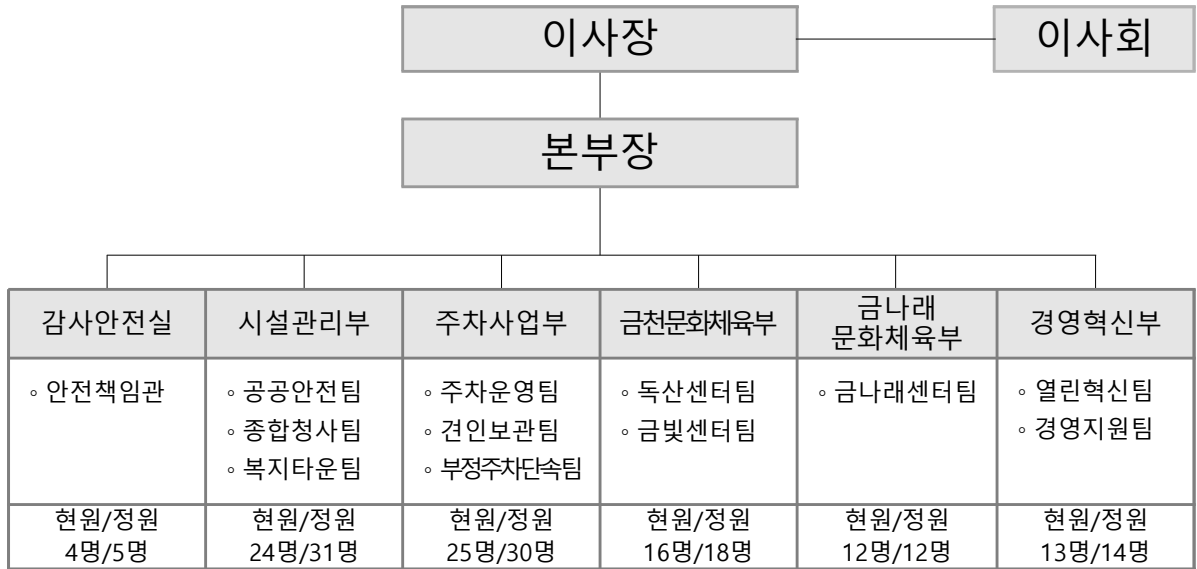 이사장
이사회
본부장
감사안전실
시설관리부
주차사업부
금천문화체육부
금나래
문화체육부
경영혁신부
◦ 안전책임관
◦ 공공안전팀
◦ 종합청사팀
◦ 복지타운팀
◦ 주차운영팀
◦ 견인보관팀
◦ 부정주차단속팀
◦ 독산센터팀
◦ 금빛센터팀
◦ 금나래센터팀
◦ 열린혁신팀
◦ 경영지원팀
현원/정원
4명/5명
현원/정원
24명/31명
현원/정원
25명/30명
현원/정원
16명/18명
현원/정원
12명/12명
현원/정원
13명/14명